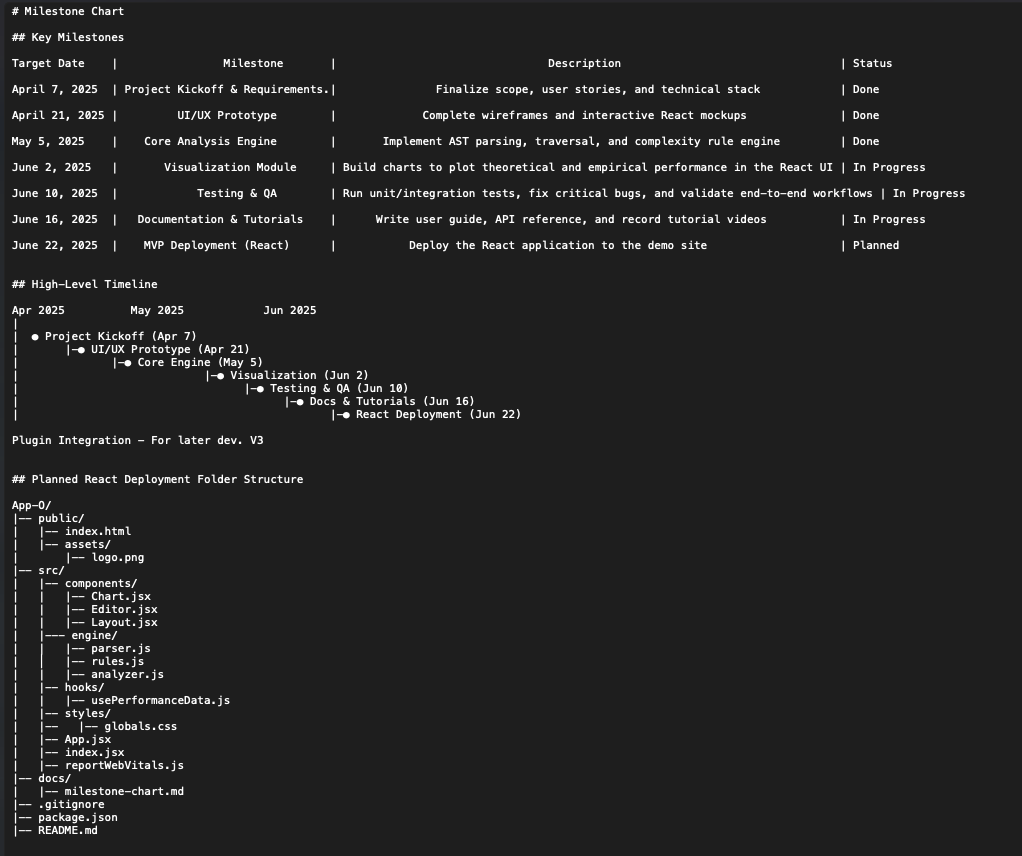 # Milestone Chart
## Key Milestones
Target Date    |                Milestone       |                                Description                                 | Status
April 7, 2025  | Project Kickoff & Requirements.|               Finalize scope, user stories, and technical stack            | Done
April 21, 2025 |         UI/UX Prototype        |             Complete wireframes and interactive React mockups              | Done
May 5, 2025    |    Core Analysis Engine        |       Implement AST parsing, traversal, and complexity rule engine         | Done
June 2, 2025   |       Visualization Module     | Build charts to plot theoretical and empirical performance in the React UI | In Progress
June 10, 2025  |            Testing & QA        | Run unit/integration tests, fix critical bugs, and validate end-to-end workflows | In Progress
June 16, 2025  |   Documentation & Tutorials    |      Write user guide, API reference, and record tutorial videos           | In Progress
June 22, 2025  |    MVP Deployment (React)      |           Deploy the React application to the demo site                    | Planned
## High-Level Timeline
Apr 2025          May 2025            Jun 2025
|
|  ● Project Kickoff (Apr 7)
|       |-● UI/UX Prototype (Apr 21)
|              |-● Core Engine (May 5)
|                            |-● Visualization (Jun 2)
|                                  |-● Testing & QA (Jun 10)
|                                        |-● Docs & Tutorials (Jun 16)
|                                               |-● React Deployment (Jun 22)
Plugin Integration - For later dev. V3
## Planned React Deployment Folder Structure
App-O/
|-- public/
|   |-- index.html
|   |-- assets/
|       |-- logo.png
|-- src/
|   |-- components/
|   |   |-- Chart.jsx
|   |   |-- Editor.jsx
|   |   |-- Layout.jsx
|   |--- engine/
|   |   |-- parser.js
|   |   |-- rules.js
|   |   |-- analyzer.js
|   |-- hooks/
|   |   |-- usePerformanceData.js
|   |-- styles/
|   |--   |-- globals.css
|   |-- App.jsx
|   |-- index.jsx
|   |-- reportWebVitals.js
|-- docs/
|   |-- milestone-chart.md
|-- .gitignore
|-- package.json
|-- README.md